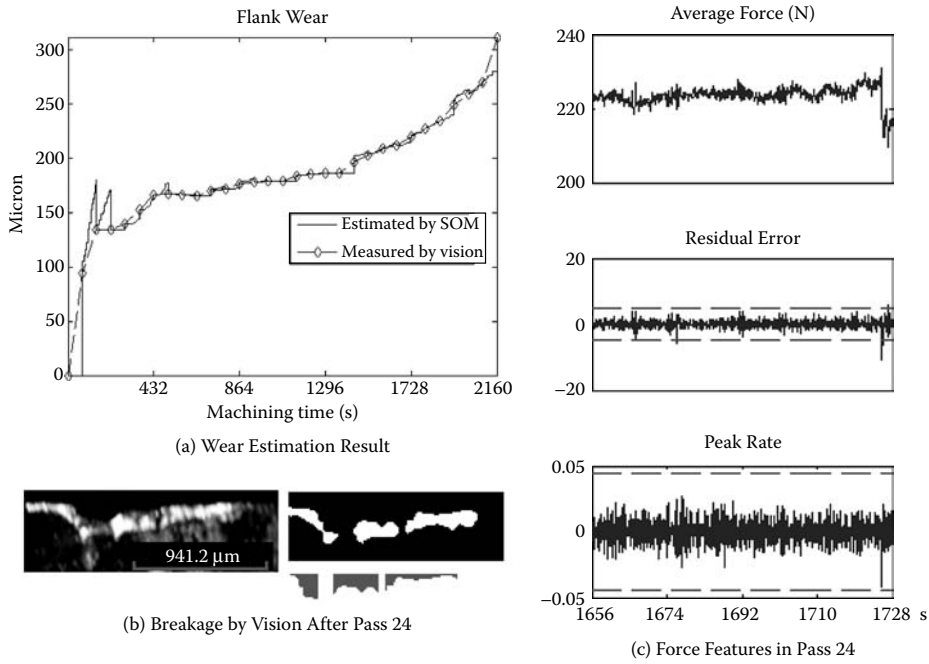 Flank Wear
300
250
200
150
100
50
0
Micron
Estimated by SOM
Measured by vision
432 864 1296 1728 2160
Machining time (s)
(a) Wear Estimation Result
941.2 µm
(b) Breakage by Vision After Pass 24
Average Force (N)
240
220
200
Residual Error
20
0
−20
Peak Rate
0.05
0
−0.05
1656 1674 1692 1710 1728 s
(c) Force Features in Pass 24